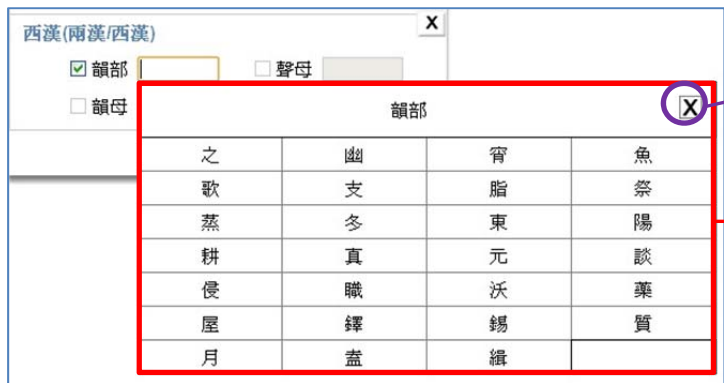 西漢(兩漢/西漢) X
韻部 聲母
韻母
韻部 X
之 幽 宵 魚
歌 支 脂 祭
蒸 冬 東 陽
耕 真 元 談
侵 職 沃 藥
屋 鐸 錫 質
月 盍 緝